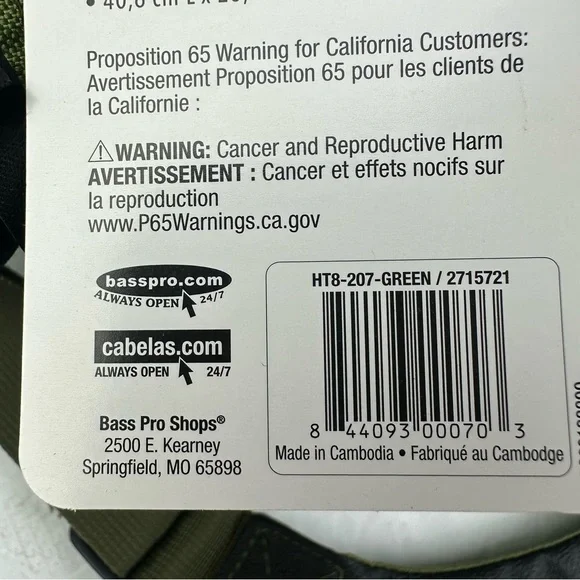 • 40,6 cm L x
Proposition 65 Warning for California Customers:
Avertissement Proposition 65 pour les clients de
la Californie :
⚠WARNING: Cancer and Reproductive Harm
AVERTISSEMENT : Cancer et effets nocifs sur
la reproduction
www.P65Warnings.ca.gov
basspro.com
ALWAYS OPEN 24/7
cabelas.com
ALWAYS OPEN 24/7
Bass Pro Shops®
2500 E. Kearney
Springfield, MO 65898
HT8-207-GREEN / 2715721
8 44093 00070 3
Made in Cambodia • Fabriqué au Cambodge